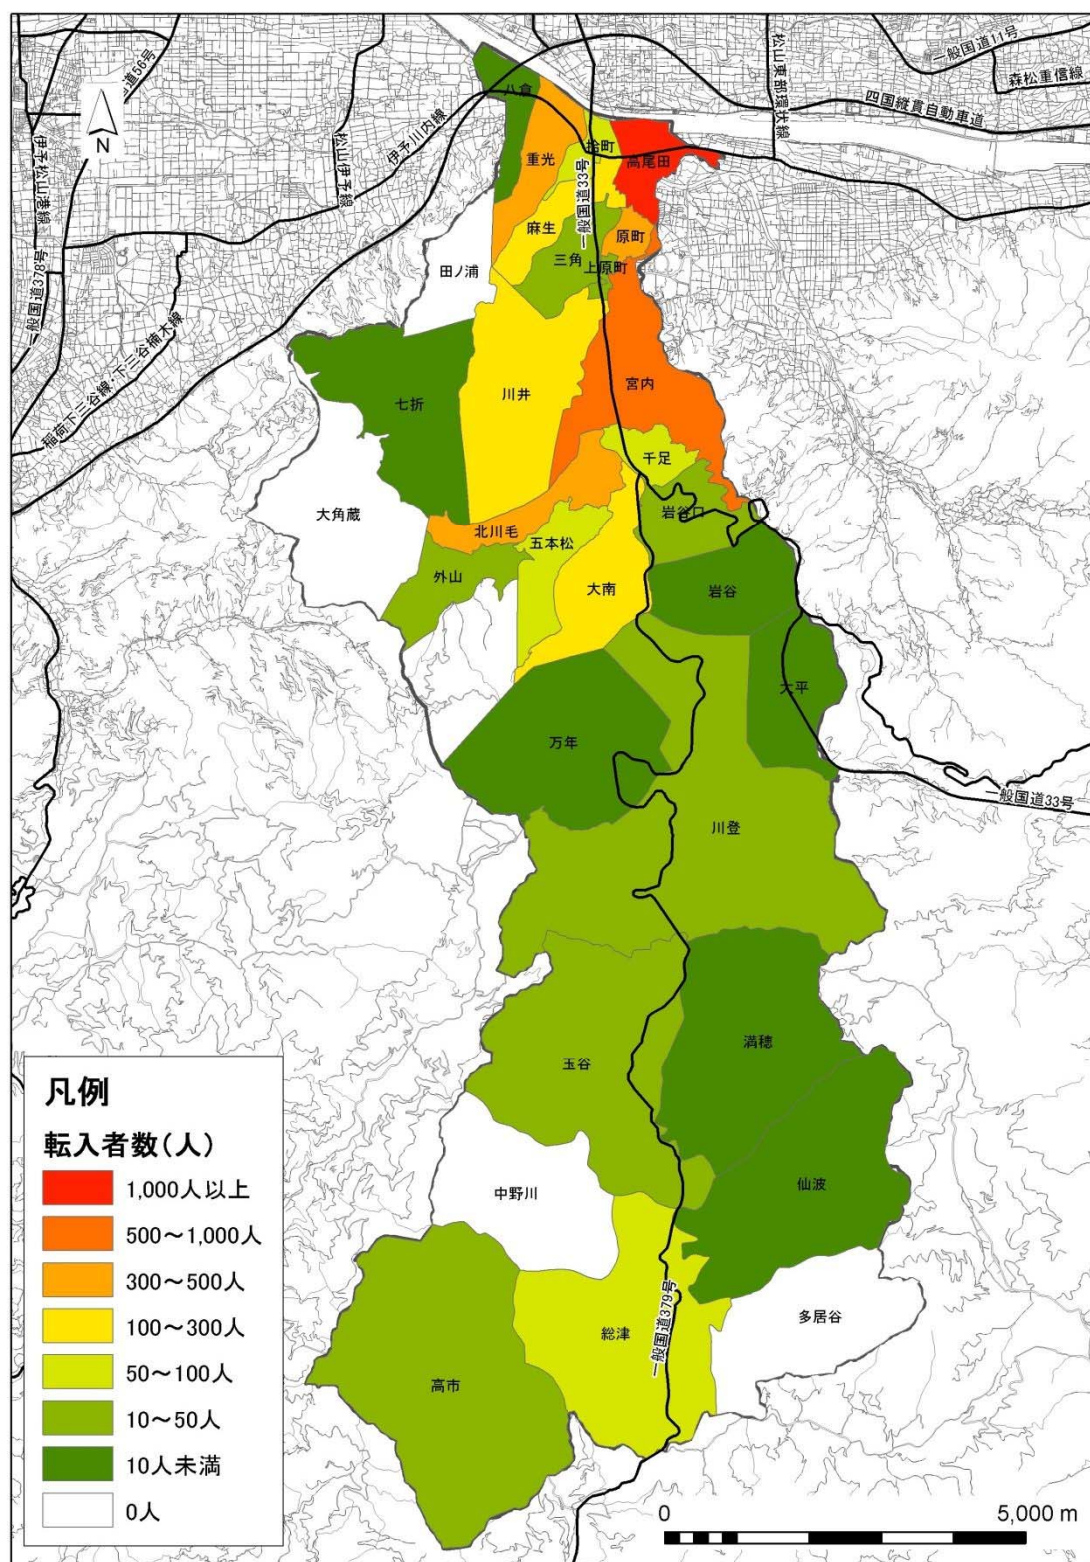 一般国道11号
森松重信線
四国縦貫自動車道
松山東部環状線
国道56号
N
伊予松山港線
松山伊予線
伊予川内線
一般国道378号
稲荷下三谷線・下三谷楠木線
八倉
重光
拾町
高尾田
一般国道33号
麻生
原町
三角
上原町
田ノ浦
宮内
川井
七折
千足
大角蔵
岩谷口
北川毛
五本松
外山
大南
岩谷
大平
万年
一般国道33号
川登
満穂
玉谷
仙波
中野川
多居谷
総津
一般国道379号
高市
凡例
転入者数(人)
1,000人以上
500～1,000人
300～500人
100～300人
50～100人
10～50人
10人未満
0人
0 5,000 m